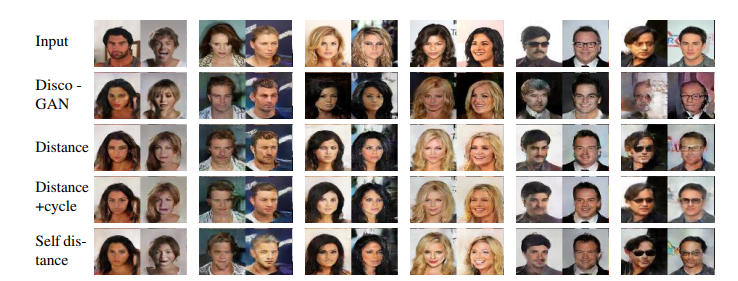 Input
Disco -
GAN
Distance
Distance
+cycle
Self dis-
tance